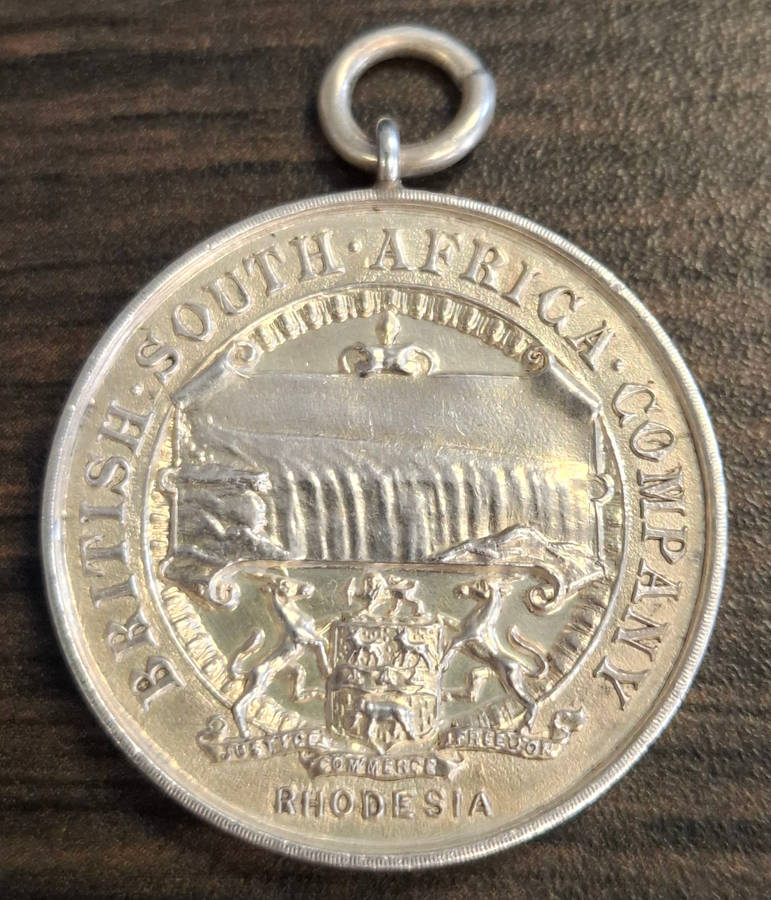 BRITISH · SOUTH · AFRICA · COMPANY
JUSTICE
COMMERCE
FREEDOM
RHODESIA